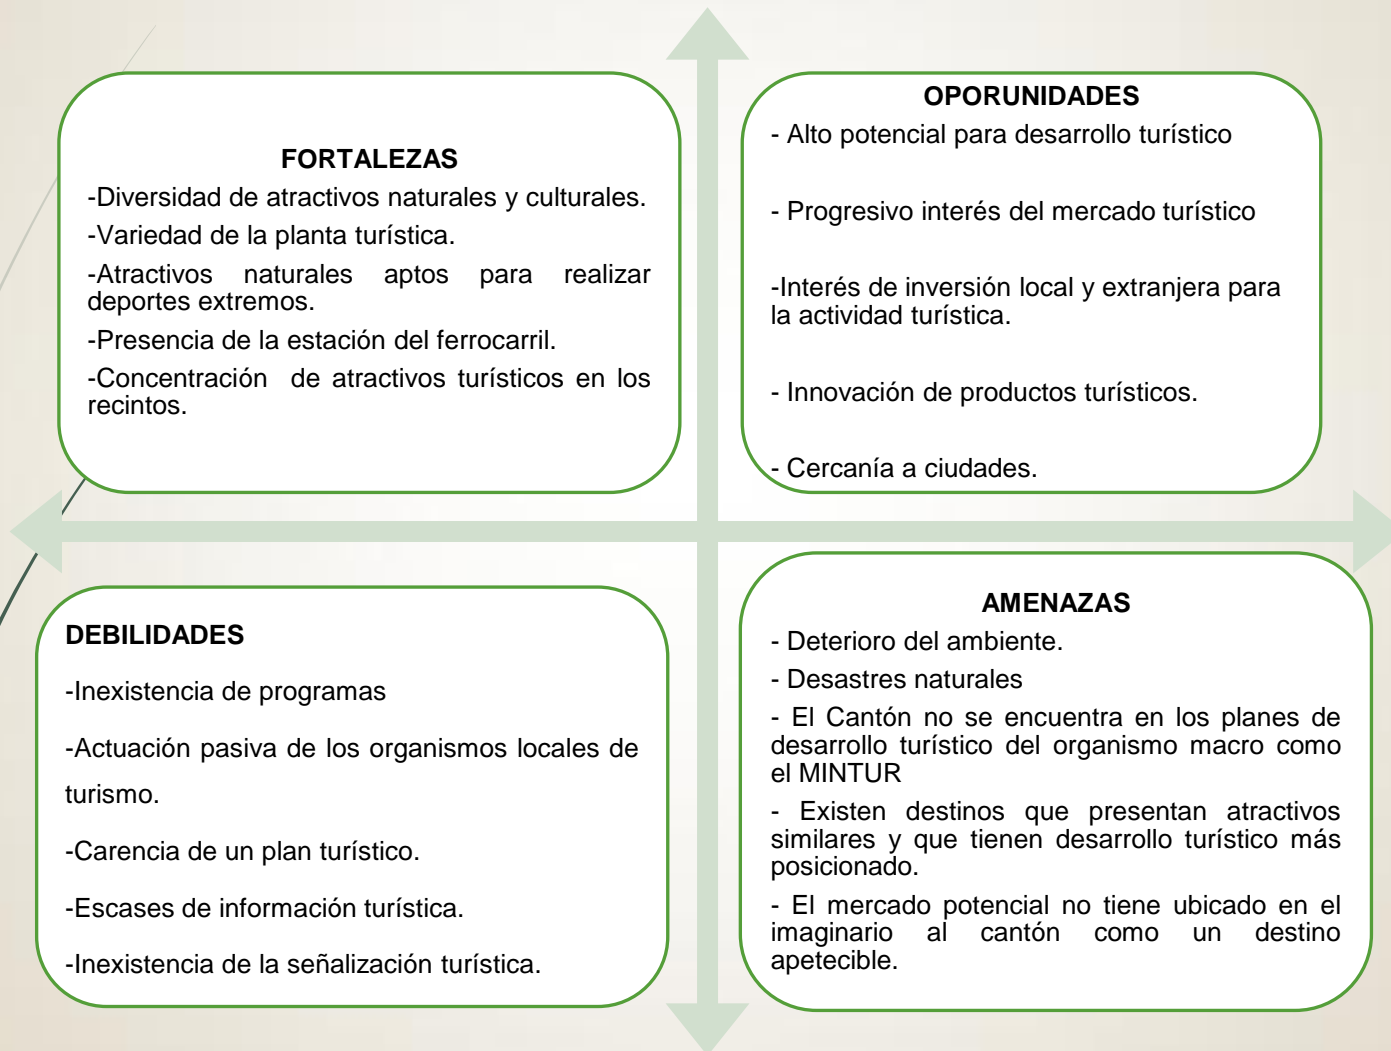 FORTALEZAS
-Diversidad de atractivos naturales y culturales.
-Variedad de la planta turística.
-Atractivos naturales aptos para realizar
deportes extremos.
-Presencia de la estación del ferrocarril.
-Concentración de atractivos turísticos en los
recintos.
OPORUNIDADES
- Alto potencial para desarrollo turístico
- Progresivo interés del mercado turístico
-Interés de inversión local y extranjera para
la actividad turística.
- Innovación de productos turísticos.
- Cercanía a ciudades.
DEBILIDADES
-Inexistencia de programas
-Actuación pasiva de los organismos locales de
turismo.
-Carencia de un plan turístico.
-Escases de información turística.
-Inexistencia de la señalización turística.
AMENAZAS
- Deterioro del ambiente.
- Desastres naturales
- El Cantón no se encuentra en los planes de
desarrollo turístico del organismo macro como
el MINTUR
- Existen destinos que presentan atractivos
similares y que tienen desarrollo turístico más
posicionado.
- El mercado potencial no tiene ubicado en el
imaginario al cantón como un destino
apetecible.